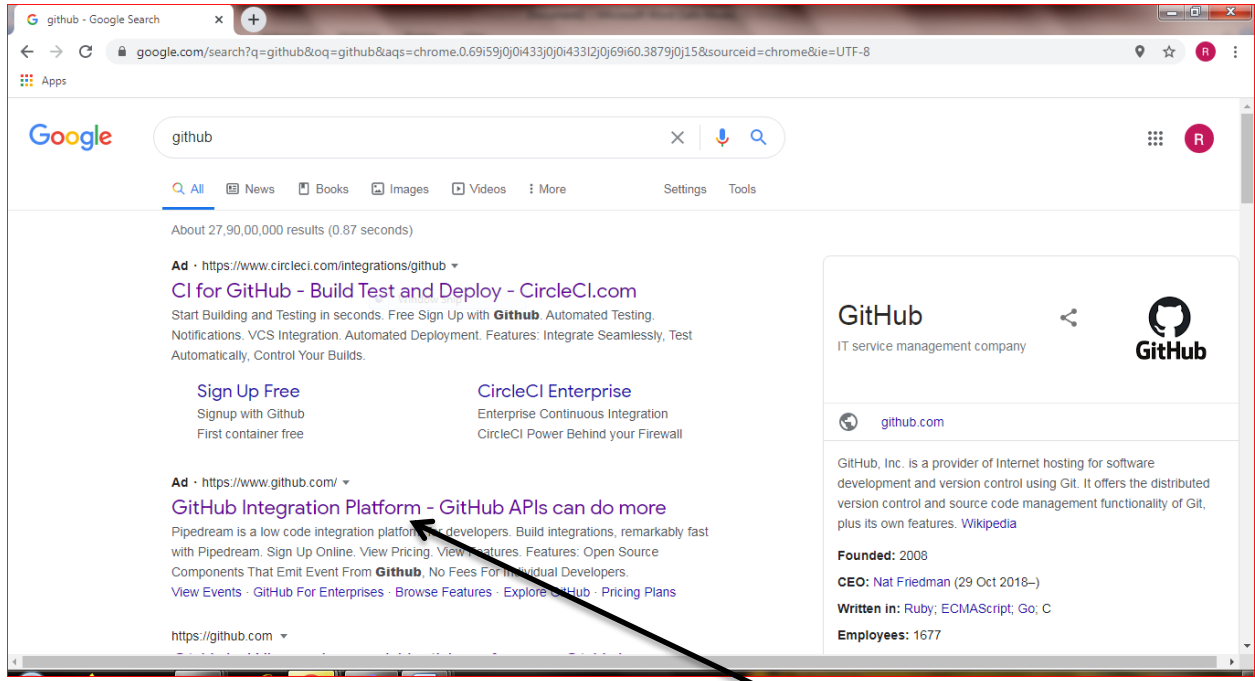 github - Google Search
google.com/search?q=github&oq=github&aqs=chrome.0.69i59j0j0i433j0j0i433l2j0j69i60.3879j0j15&sourceid=chrome&ie=UTF-8
R
Apps
Google
github
R
All News Books Images Videos More Settings Tools
About 27,90,00,000 results (0.87 seconds)
Ad · https://www.circleci.com/integrations/github
CI for GitHub - Build Test and Deploy - CircleCI.com
Start Building and Testing in seconds. Free Sign Up with Github. Automated Testing.
Notifications. VCS Integration. Automated Deployment. Features: Integrate Seamlessly, Test
Automatically, Control Your Builds.
Sign Up Free
Signup with Github
First container free
CircleCI Enterprise
Enterprise Continuous Integration
CircleCI Power Behind your Firewall
Ad · https://www.github.com/
GitHub Integration Platform - GitHub APIs can do more
Pipedream is a low code integration platform for developers. Build integrations, remarkably fast
with Pipedream. Sign Up Online. View Pricing. View Features. Features: Open Source
Components That Emit Event From Github, No Fees For Individual Developers.
View Events · GitHub For Enterprises · Browse Features · Explore GitHub · Pricing Plans
https://github.com
GitHub
IT service management company
GitHub
github.com
GitHub, Inc. is a provider of Internet hosting for software
development and version control using Git. It offers the distributed
version control and source code management functionality of Git,
plus its own features. Wikipedia
Founded: 2008
CEO: Nat Friedman (29 Oct 2018–)
Written in: Ruby; ECMAScript; Go; C
Employees: 1677